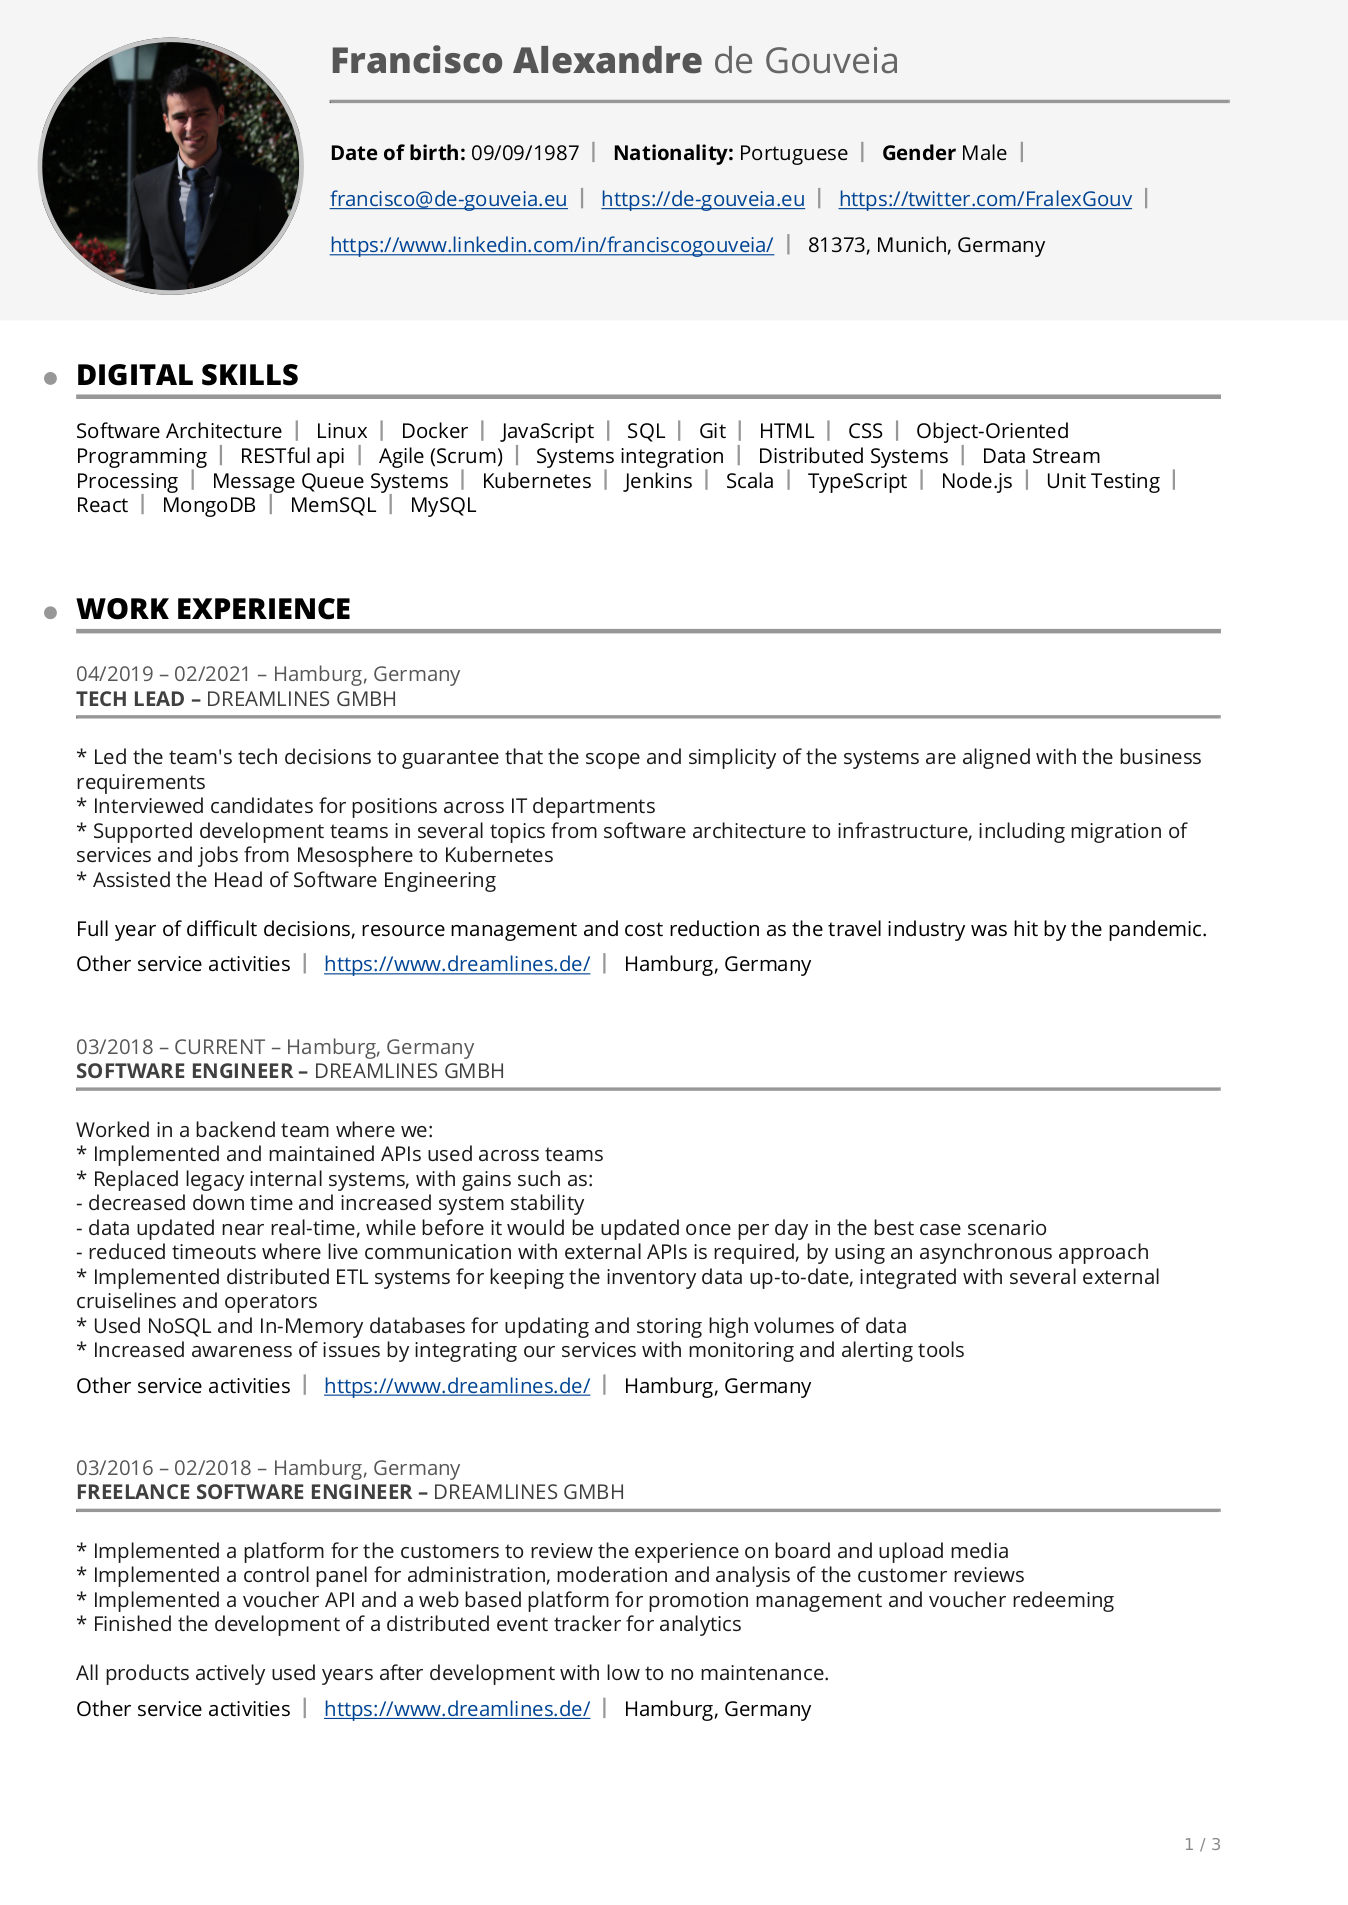 Francisco Alexandre de Gouveia
Date of birth: 09/09/1987 | Nationality: Portuguese | Gender Male |
francisco@de-gouveia.eu | https://de-gouveia.eu | https://twitter.com/FralexGouv |
https://www.linkedin.com/in/franciscogouveia/ | 81373, Munich, Germany
DIGITAL SKILLS
Software Architecture | Linux | Docker | JavaScript | SQL | Git | HTML | CSS | Object-Oriented
Programming | RESTful api | Agile (Scrum) | Systems integration | Distributed Systems | Data Stream
Processing | Message Queue Systems | Kubernetes | Jenkins | Scala | TypeScript | Node.js | Unit Testing |
React | MongoDB | MemSQL | MySQL
WORK EXPERIENCE
04/2019 – 02/2021 – Hamburg, Germany
TECH LEAD – DREAMLINES GMBH
* Led the team's tech decisions to guarantee that the scope and simplicity of the systems are aligned with the business
requirements
* Interviewed candidates for positions across IT departments
* Supported development teams in several topics from software architecture to infrastructure, including migration of
services and jobs from Mesosphere to Kubernetes
* Assisted the Head of Software Engineering
Full year of difficult decisions, resource management and cost reduction as the travel industry was hit by the pandemic.
Other service activities | https://www.dreamlines.de/ | Hamburg, Germany
03/2018 – CURRENT – Hamburg, Germany
SOFTWARE ENGINEER – DREAMLINES GMBH
Worked in a backend team where we:
* Implemented and maintained APIs used across teams
* Replaced legacy internal systems, with gains such as:
- decreased down time and increased system stability
- data updated near real-time, while before it would be updated once per day in the best case scenario
- reduced timeouts where live communication with external APIs is required, by using an asynchronous approach
* Implemented distributed ETL systems for keeping the inventory data up-to-date, integrated with several external
cruiselines and operators
* Used NoSQL and In-Memory databases for updating and storing high volumes of data
* Increased awareness of issues by integrating our services with monitoring and alerting tools
Other service activities | https://www.dreamlines.de/ | Hamburg, Germany
03/2016 – 02/2018 – Hamburg, Germany
FREELANCE SOFTWARE ENGINEER – DREAMLINES GMBH
* Implemented a platform for the customers to review the experience on board and upload media
* Implemented a control panel for administration, moderation and analysis of the customer reviews
* Implemented a voucher API and a web based platform for promotion management and voucher redeeming
* Finished the development of a distributed event tracker for analytics
All products actively used years after development with low to no maintenance.
Other service activities | https://www.dreamlines.de/ | Hamburg, Germany
1 / 3